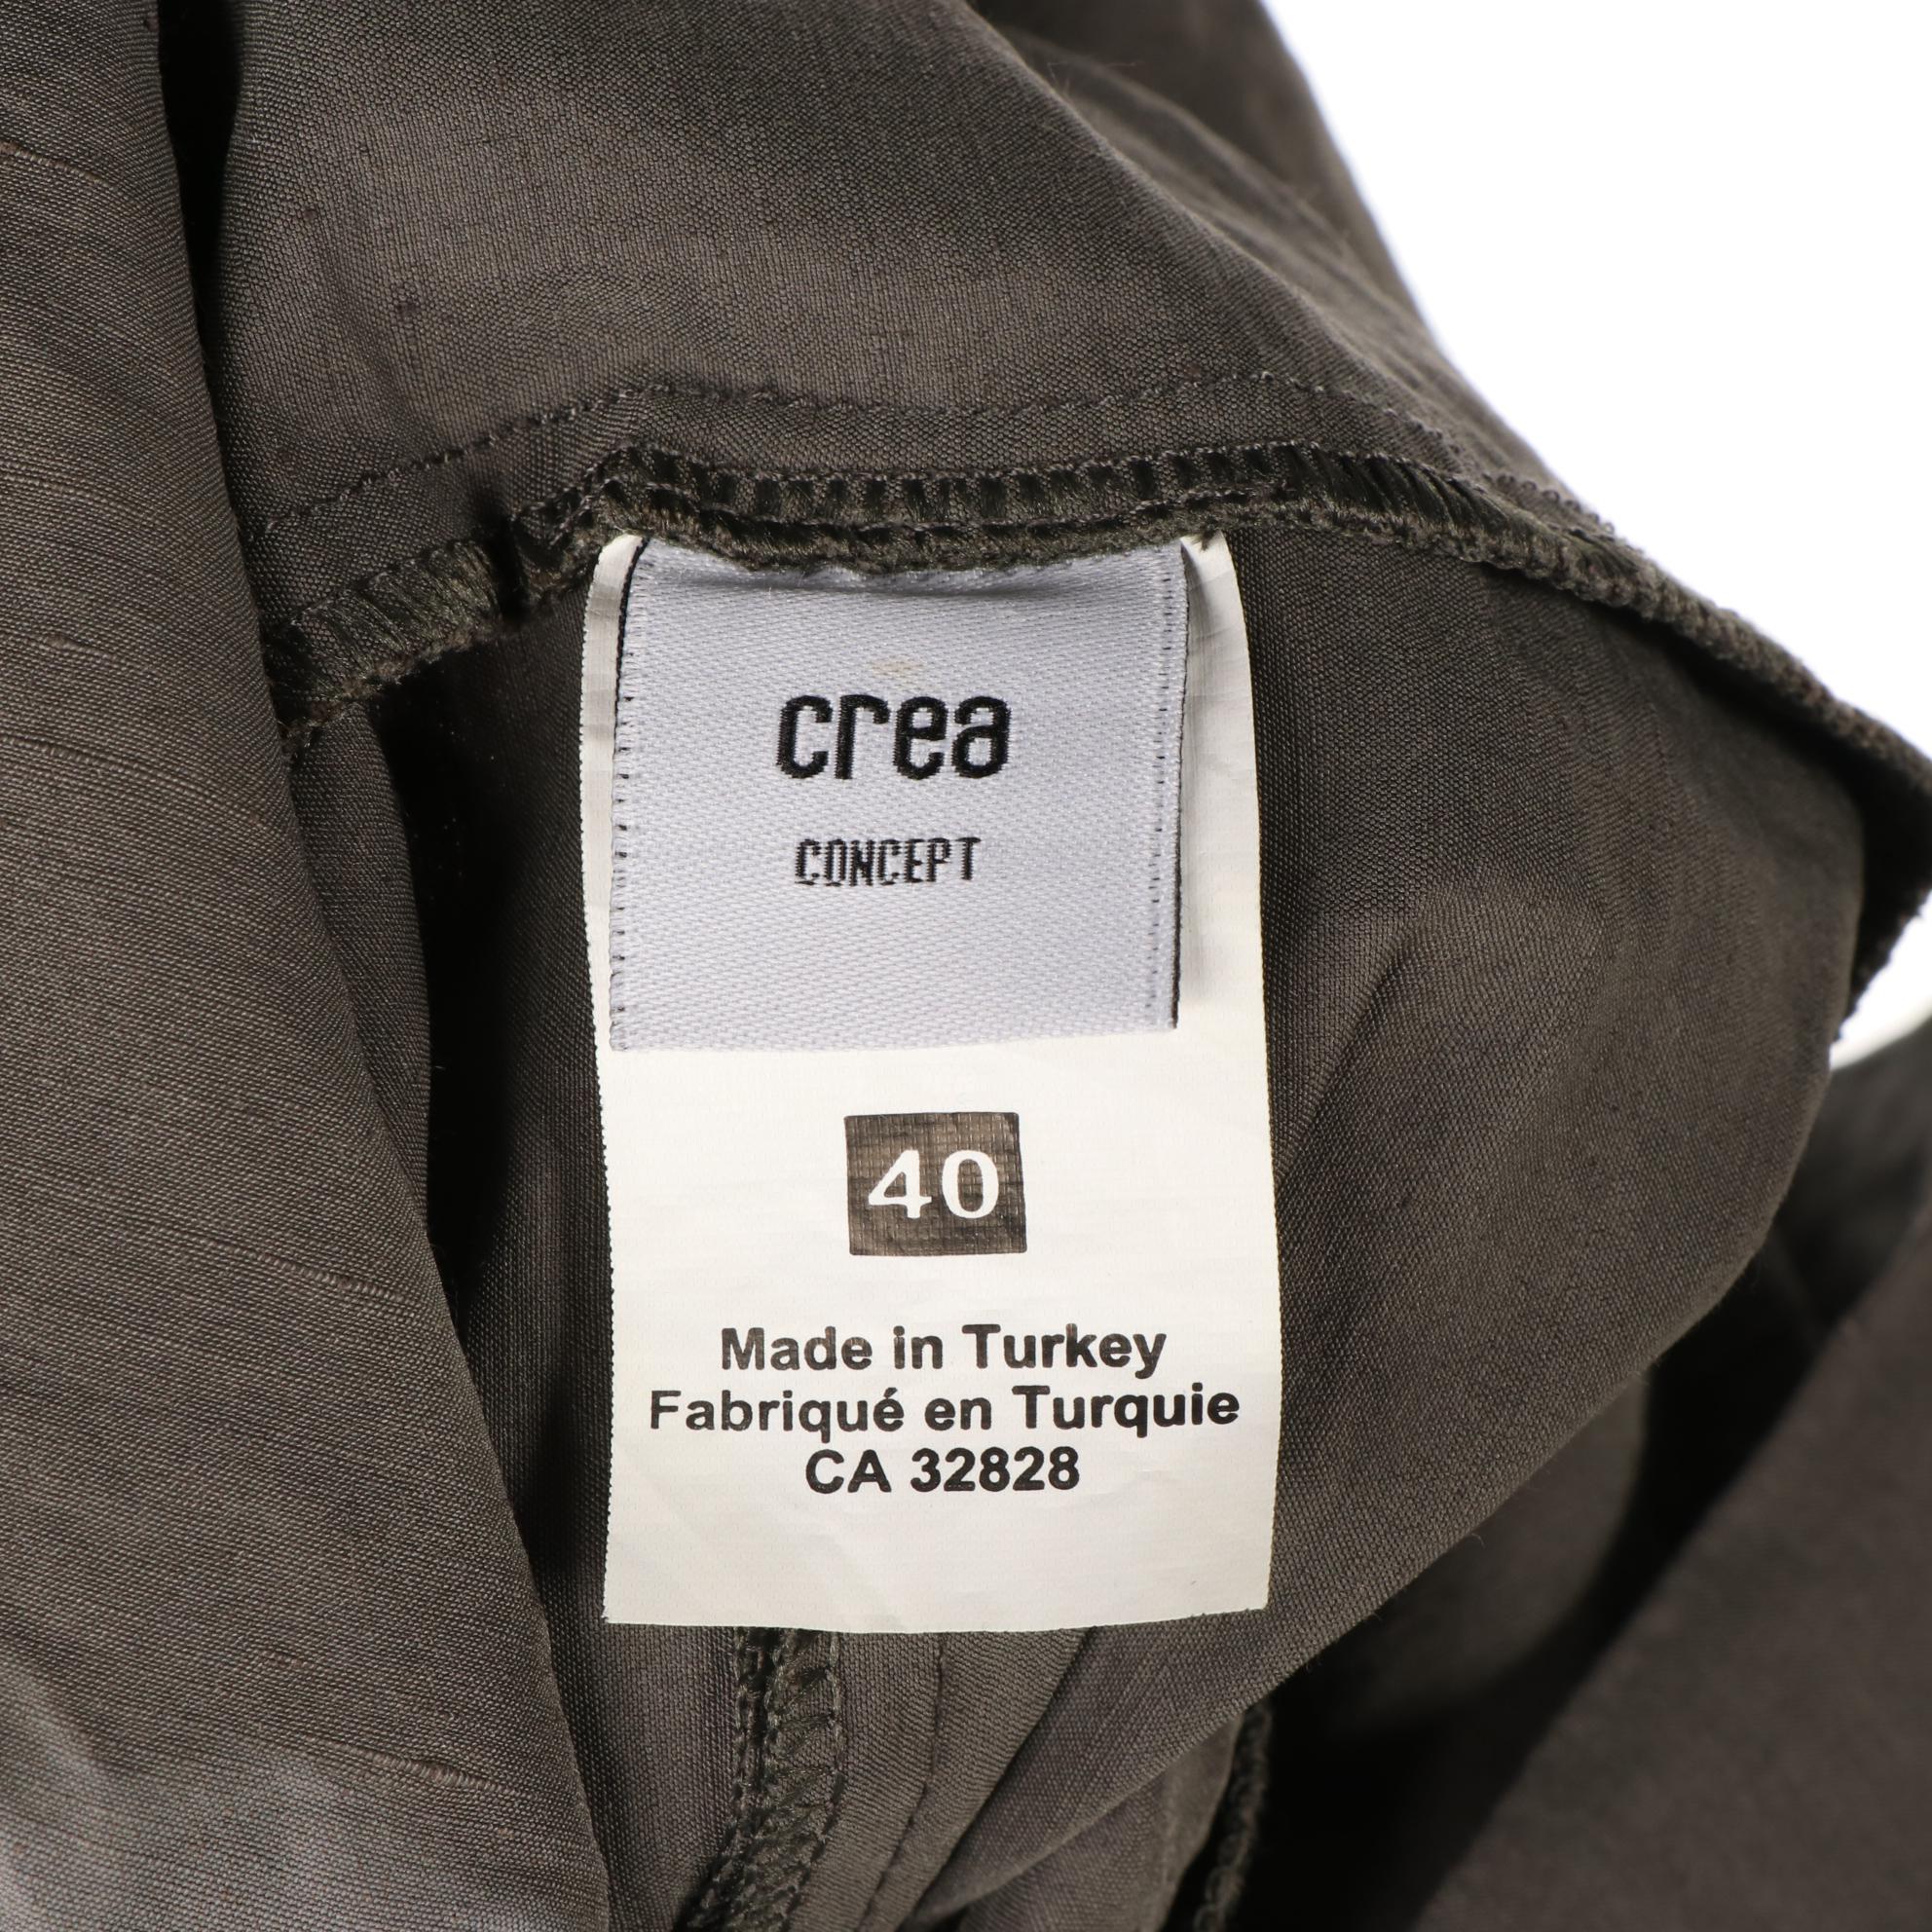 crea
CONCEPT
40
Made in Turkey
Fabriqué en Turquie
CA 32828